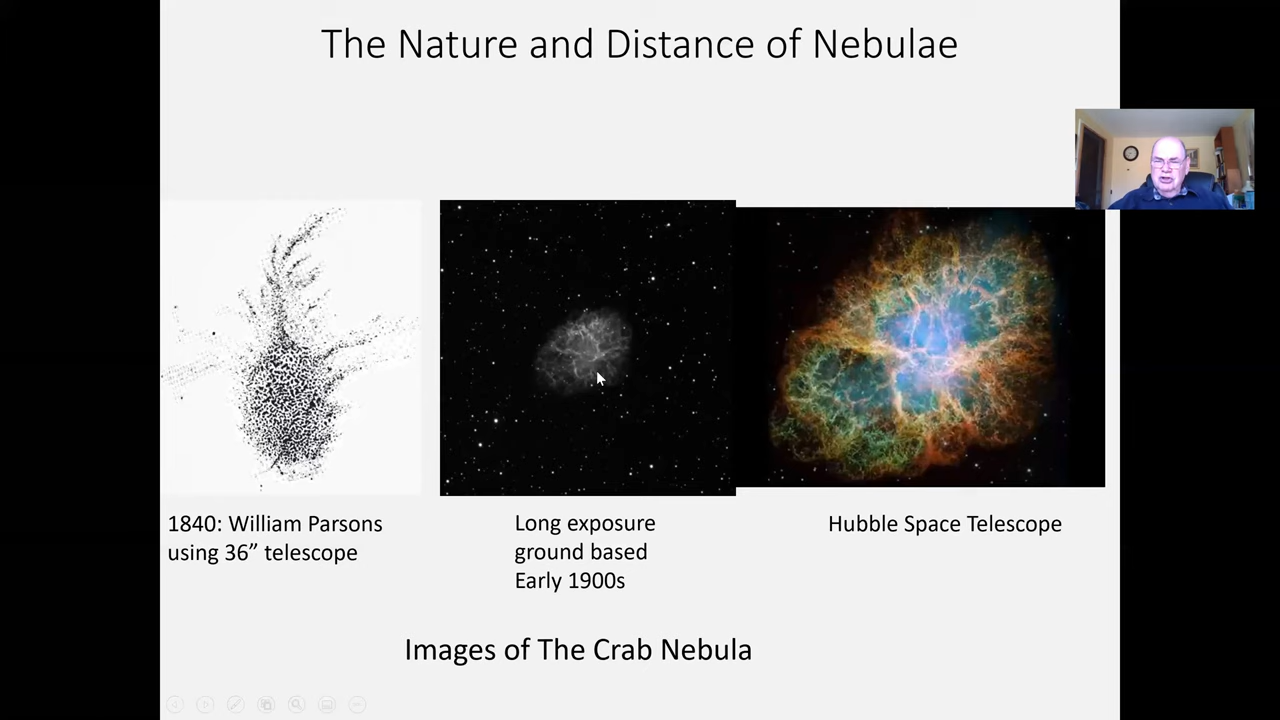 The Nature and Distance of Nebulae
1840: William Parsons
using 36” telescope
Long exposure
ground based
Early 1900s
Hubble Space Telescope
Images of The Crab Nebula